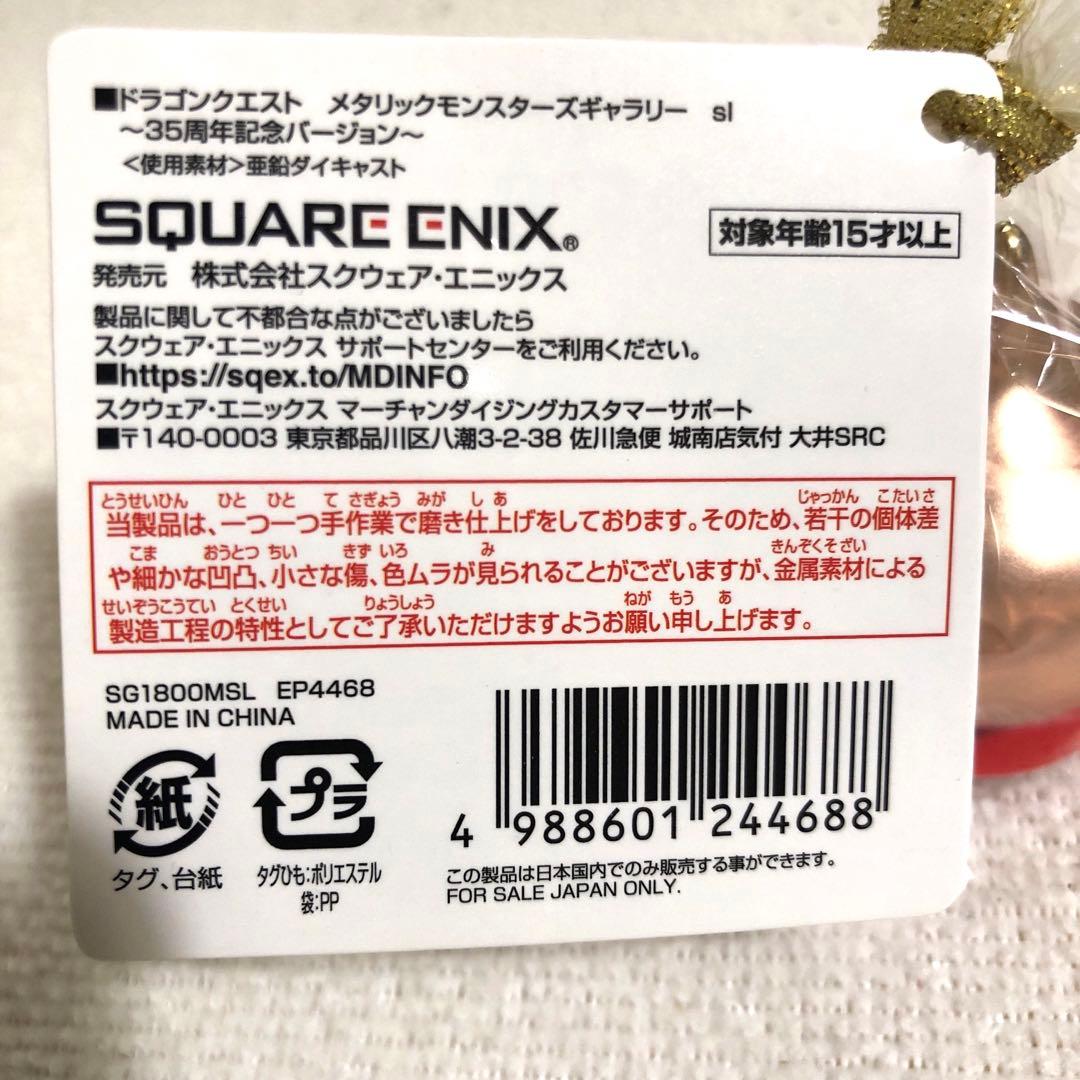 ■ドラゴンクエスト　メタリックモンスターズギャラリー　sl
～35周年記念バージョン～
<使用素材>亜鉛ダイキャスト
SQUARE ENIX®
対象年齢15才以上
発売元　株式会社スクウェア・エニックス
製品に関して不都合な点がございましたら
スクウェア・エニックス サポートセンターをご利用ください。
■https://sqex.to/MDINFO
スクウェア・エニックス マーチャンダイジングカスタマーサポート
■〒140-0003 東京都品川区八潮3-2-38 佐川急便 城南店気付 大井SRC
とうせいひん　ひと　ひと　て　さぎょう　みが　し　あ　じゃっかん　こたいさ
当製品は、一つ一つ手作業で磨き仕上げをしております。そのため、若干の個体差
こま　おうとつ　ちい　きず　いろ　み　きんぞくそざい
や細かな凹凸、小さな傷、色ムラが見られることがございますが、金属素材による
せいぞうこうてい　とくせい　りょうしょう　ねが　もう　あ
製造工程の特性としてご了承いただけますようお願い申し上げます。
SG1800MSL　EP4468
MADE IN CHINA
紙
タグ、台紙
プラ
タグひも:ポリエステル
袋:PP
4 988601 244688
この製品は日本国内でのみ販売する事ができます。
FOR SALE JAPAN ONLY.